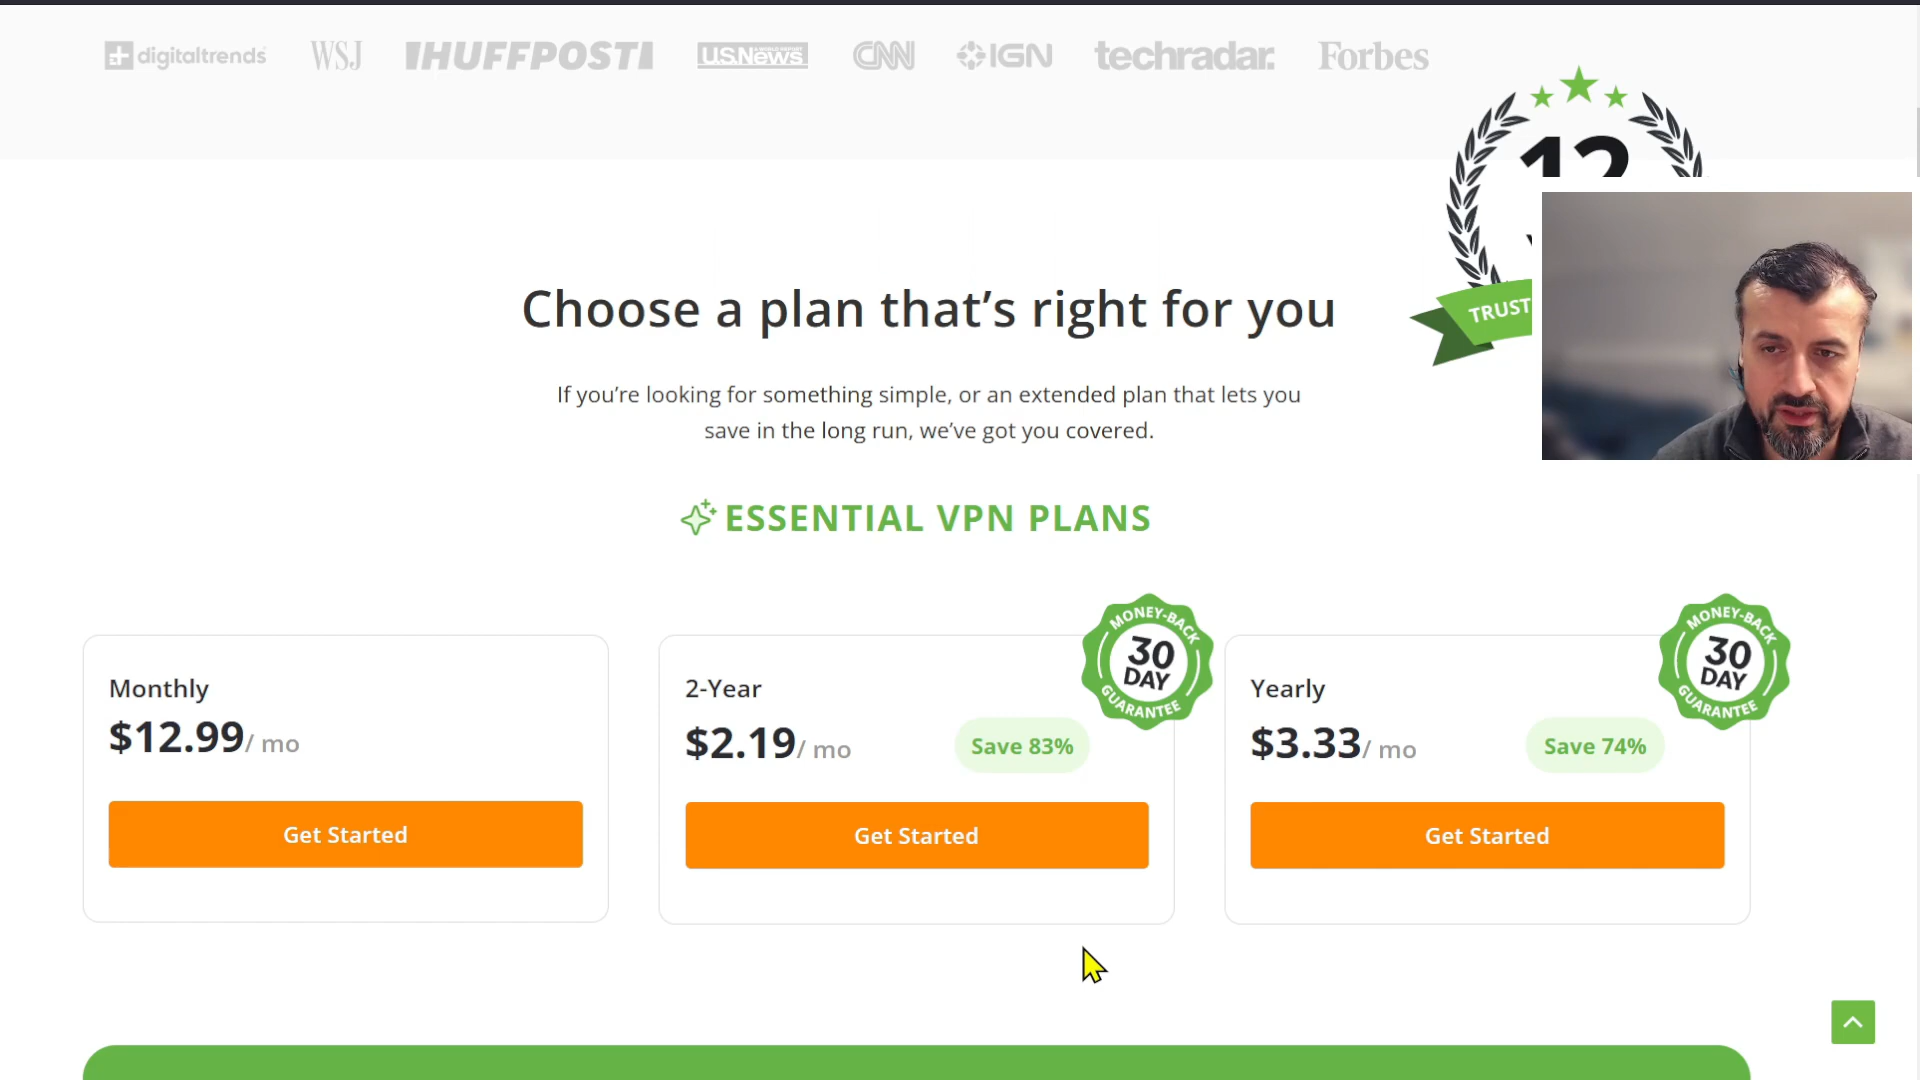 digitaltrends WSJ HUFFPOST U.S.News CNN IGN techradar. Forbes
12
TRUST
Choose a plan that's right for you
If you're looking for something simple, or an extended plan that lets you
save in the long run, we've got you covered.
ESSENTIAL VPN PLANS
Monthly
$12.99/ mo
Get Started
MONEY-BACK
30
DAY
GUARANTEE
2-Year
$2.19/ mo
Save 83%
Get Started
MONEY-BACK
30
DAY
GUARANTEE
Yearly
$3.33/ mo
Save 74%
Get Started